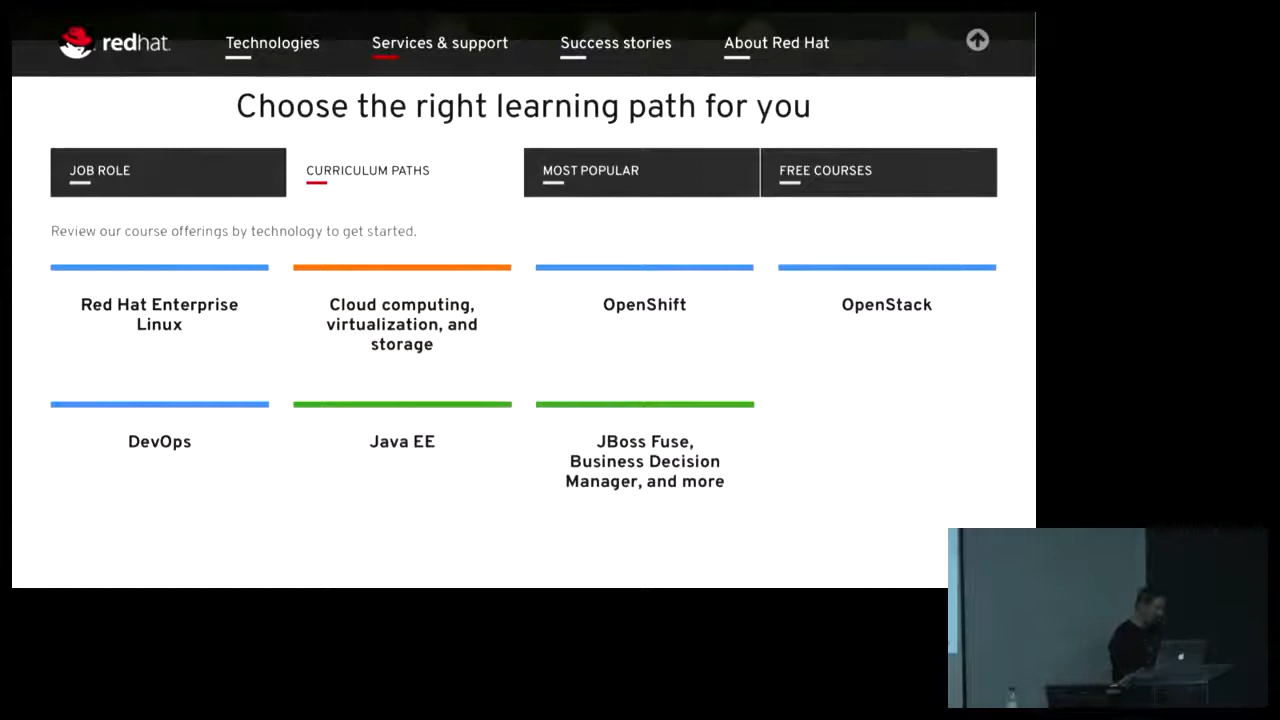 redhat.
Technologies
Services & support
Success stories
About Red Hat
Choose the right learning path for you
JOB ROLE
CURRICULUM PATHS
MOST POPULAR
FREE COURSES
Review our course offerings by technology to get started.
Red Hat Enterprise
Linux
Cloud computing,
virtualization, and
storage
OpenShift
OpenStack
DevOps
Java EE
JBoss Fuse,
Business Decision
Manager, and more